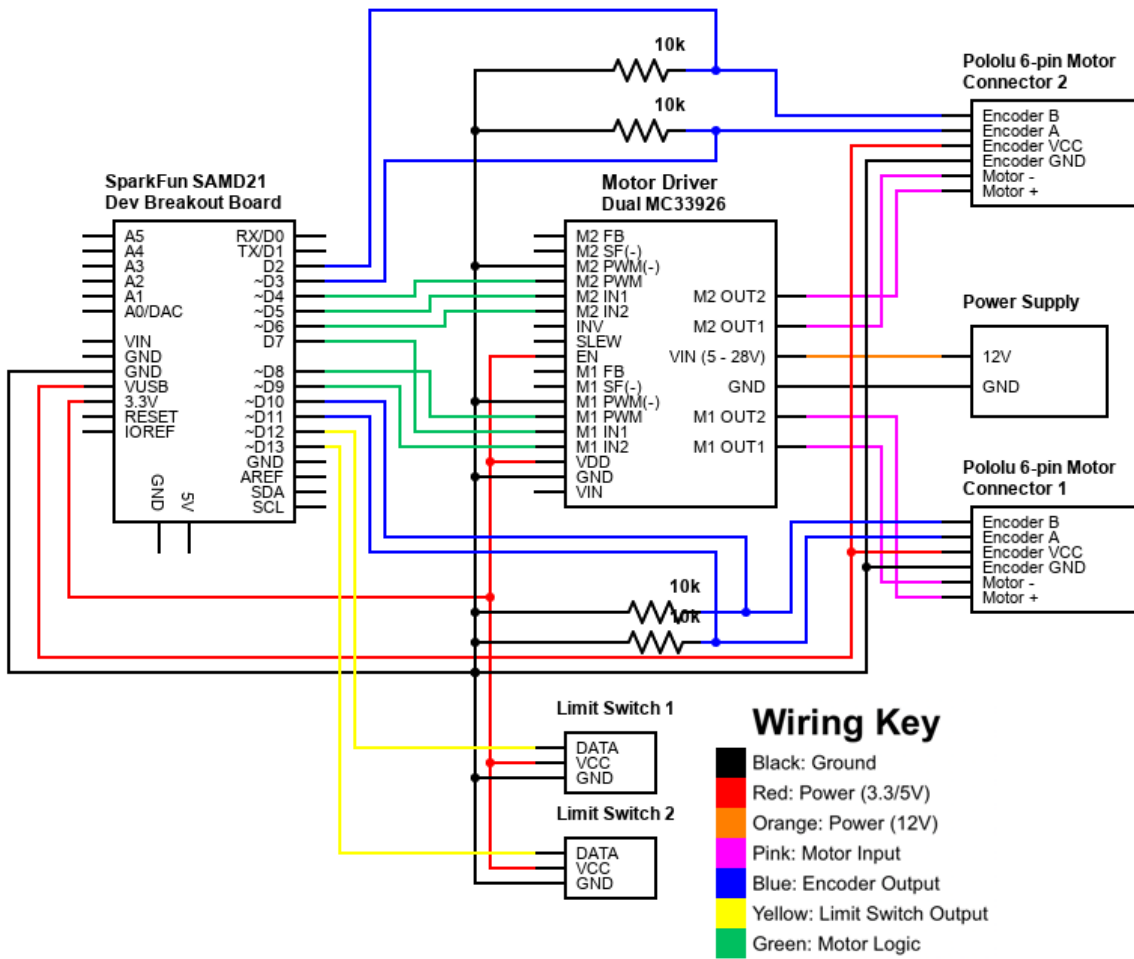 10k
10k
Pololu 6-pin Motor
Connector 2
Encoder B
Encoder A
Encoder VCC
Encoder GND
Motor -
Motor +
SparkFun SAMD21
Dev Breakout Board
A5
A4
A3
A2
A1
A0/DAC
VIN
GND
GND
VUSB
3.3V
RESET
IOREF
RX/D0
TX/D1
D2
~D3
~D4
~D5
~D6
D7
~D8
~D9
~D10
~D11
~D12
~D13
GND
AREF
SDA
SCL
GND
5V
Motor Driver
Dual MC33926
M2 FB
M2 SF(-)
M2 PWM(-)
M2 PWM
M2 IN1
M2 IN2
INV
SLEW
EN
M1 FB
M1 SF(-)
M1 PWM(-)
M1 PWM
M1 IN1
M1 IN2
VDD
GND
VIN
M2 OUT2
M2 OUT1
VIN (5 - 28V)
GND
M1 OUT2
M1 OUT1
Power Supply
12V
GND
Pololu 6-pin Motor
Connector 1
Encoder B
Encoder A
Encoder VCC
Encoder GND
Motor -
Motor +
10k
10k
Limit Switch 1
DATA
VCC
GND
Limit Switch 2
DATA
VCC
GND
Wiring Key
Black: Ground
Red: Power (3.3/5V)
Orange: Power (12V)
Pink: Motor Input
Blue: Encoder Output
Yellow: Limit Switch Output
Green: Motor Logic